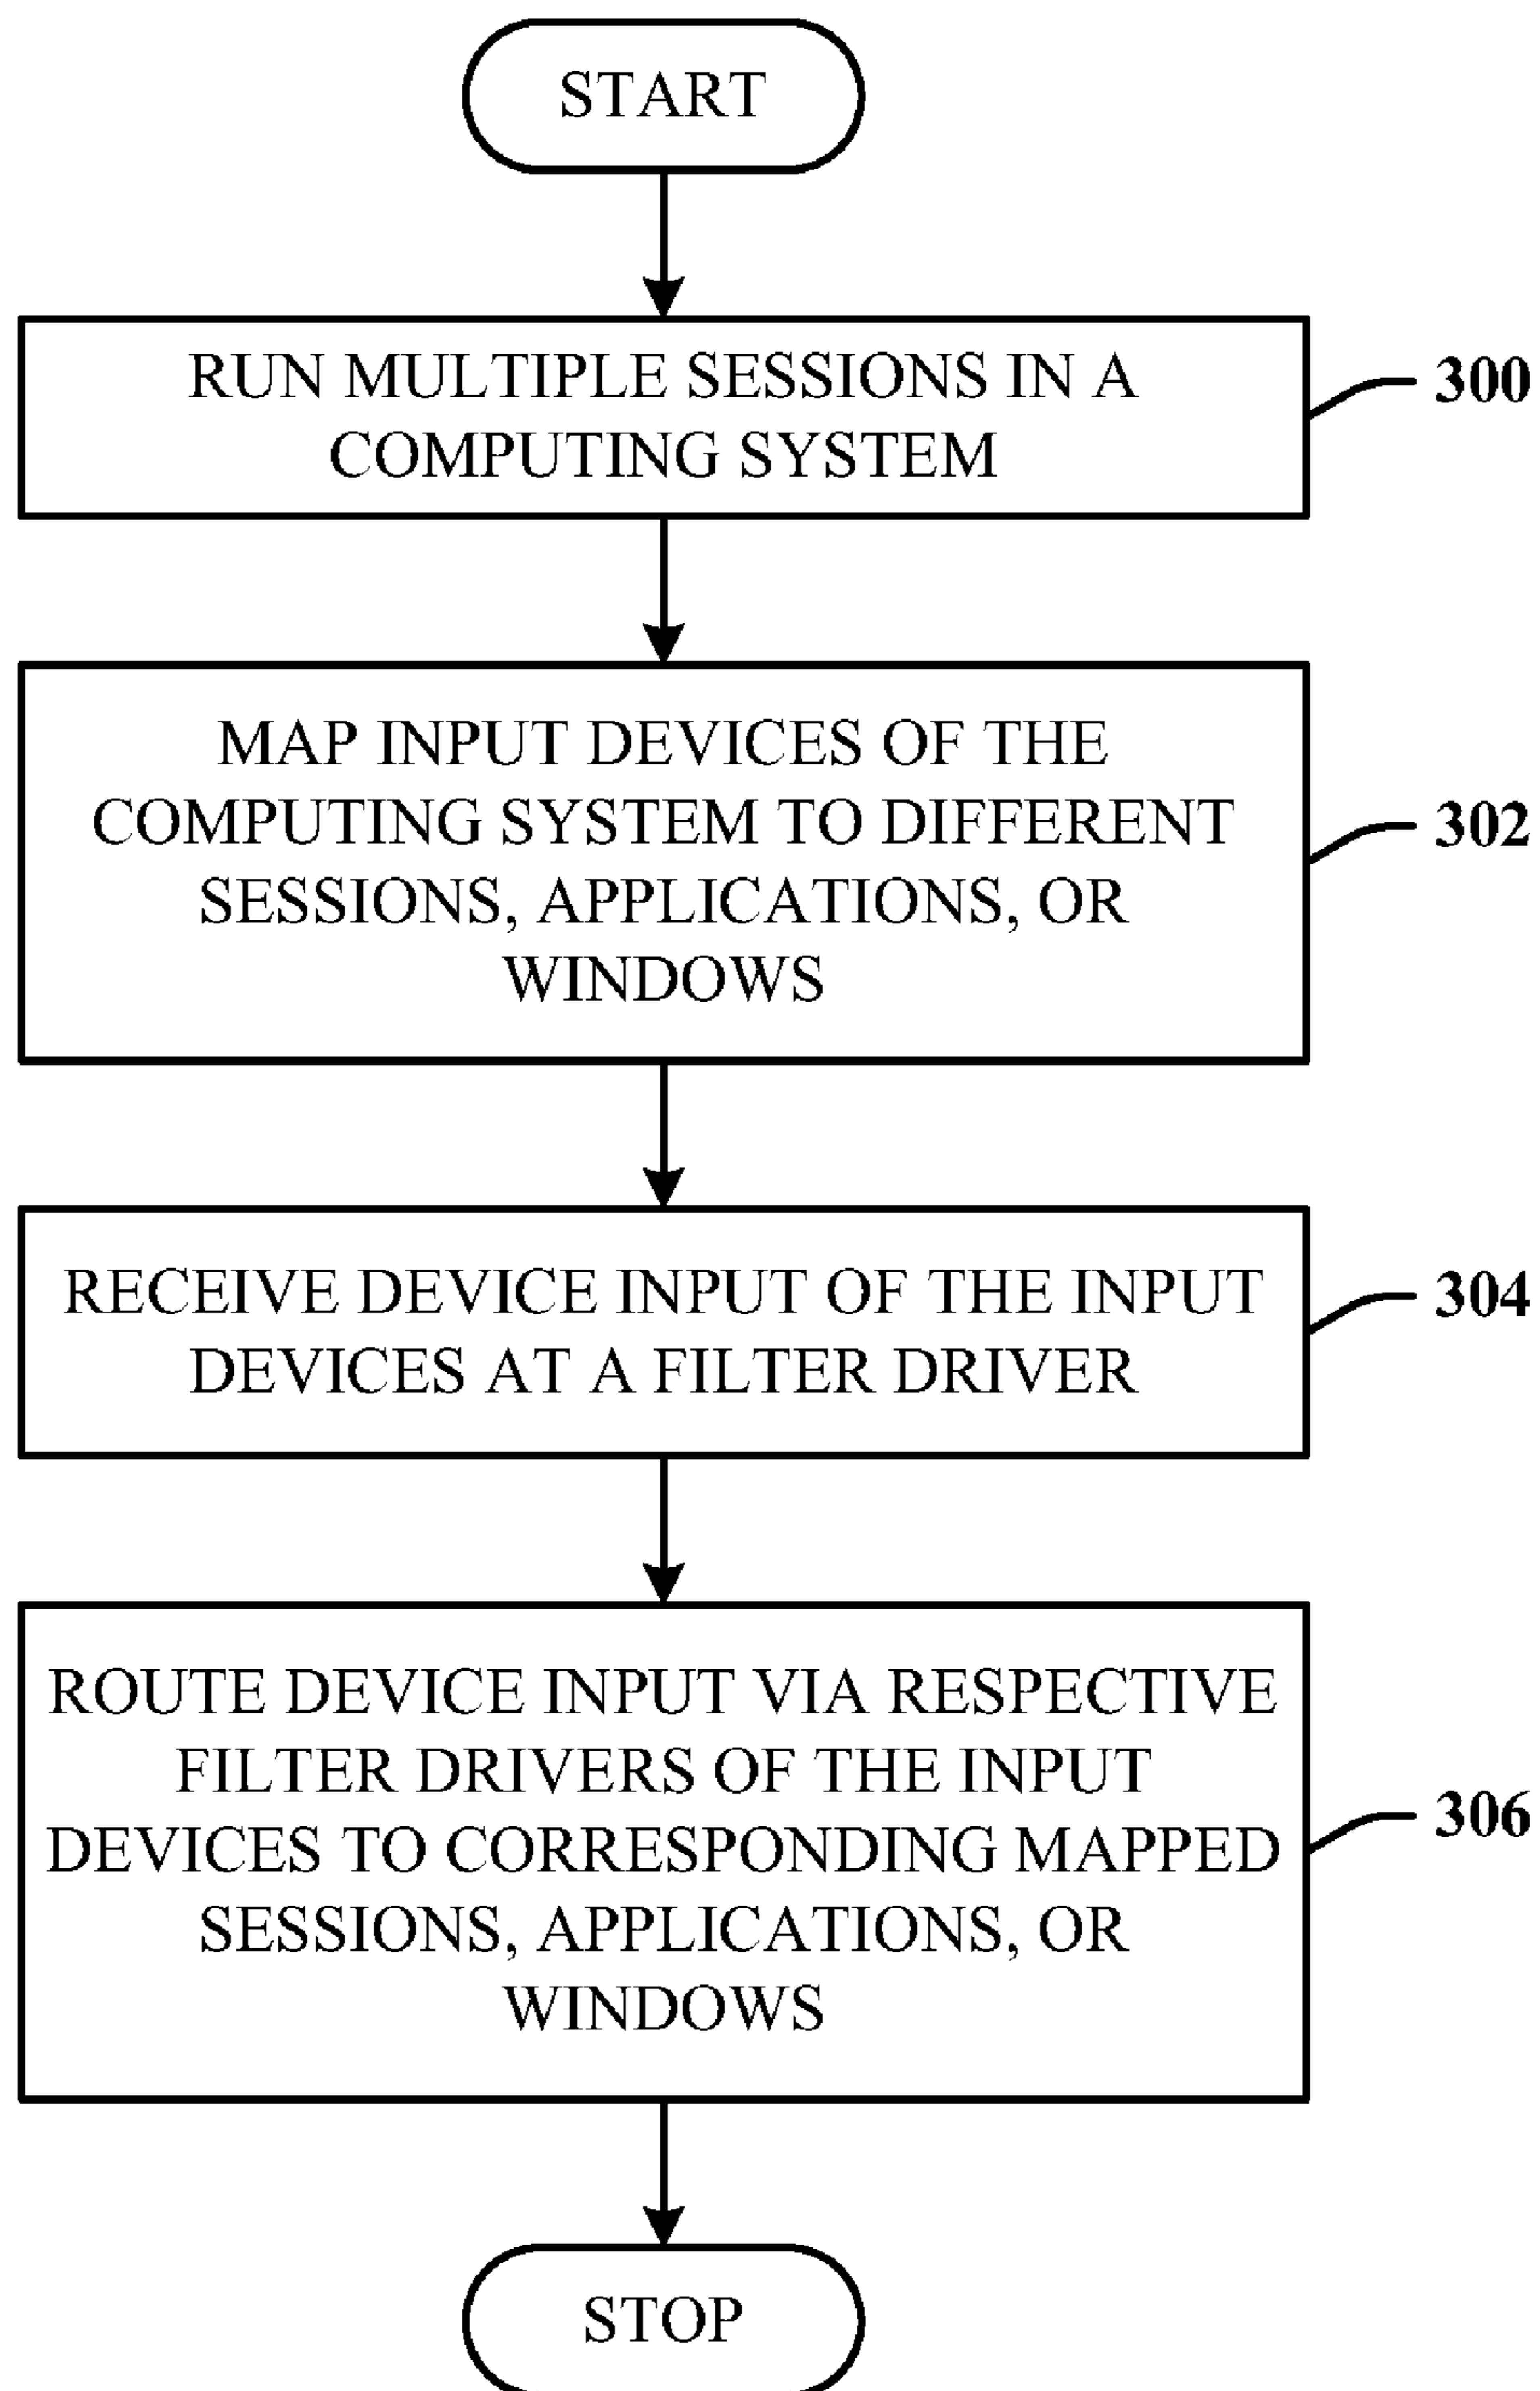 START
RUN MULTIPLE SESSIONS IN A
COMPUTING SYSTEM
300
MAP INPUT DEVICES OF THE
COMPUTING SYSTEM TO DIFFERENT
SESSIONS, APPLICATIONS, OR
WINDOWS
302
RECEIVE DEVICE INPUT OF THE INPUT
DEVICES AT A FILTER DRIVER
304
ROUTE DEVICE INPUT VIA RESPECTIVE
FILTER DRIVERS OF THE INPUT
DEVICES TO CORRESPONDING MAPPED
SESSIONS, APPLICATIONS, OR
WINDOWS
306
STOP